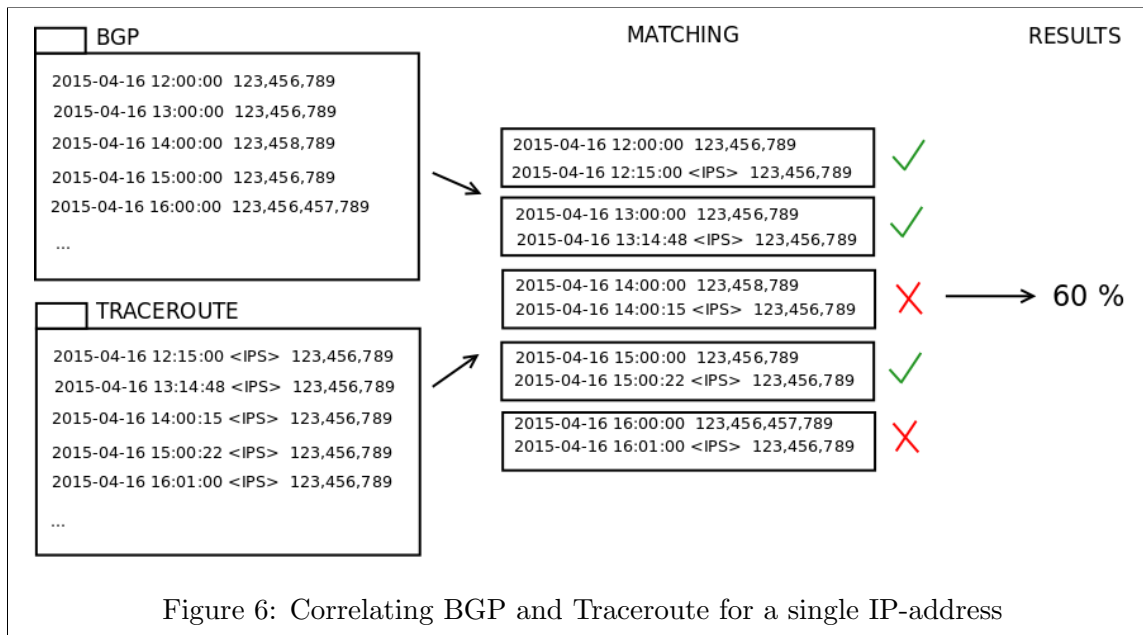 BGP
2015-04-16 12:00:00 123,456,789
2015-04-16 13:00:00 123,456,789
2015-04-16 14:00:00 123,458,789
2015-04-16 15:00:00 123,456,789
2015-04-16 16:00:00 123,456,457,789
...
TRACEROUTE
2015-04-16 12:15:00 <IPS> 123,456,789
2015-04-16 13:14:48 <IPS> 123,456,789
2015-04-16 14:00:15 <IPS> 123,456,789
2015-04-16 15:00:22 <IPS> 123,456,789
2015-04-16 16:01:00 <IPS> 123,456,789
...
MATCHING
2015-04-16 12:00:00 123,456,789
2015-04-16 12:15:00 <IPS> 123,456,789
2015-04-16 13:00:00 123,456,789
2015-04-16 13:14:48 <IPS> 123,456,789
2015-04-16 14:00:00 123,458,789
2015-04-16 14:00:15 <IPS> 123,456,789
2015-04-16 15:00:00 123,456,789
2015-04-16 15:00:22 <IPS> 123,456,789
2015-04-16 16:00:00 123,456,457,789
2015-04-16 16:01:00 <IPS> 123,456,789
RESULTS
60 %
Figure 6: Correlating BGP and Traceroute for a single IP-address